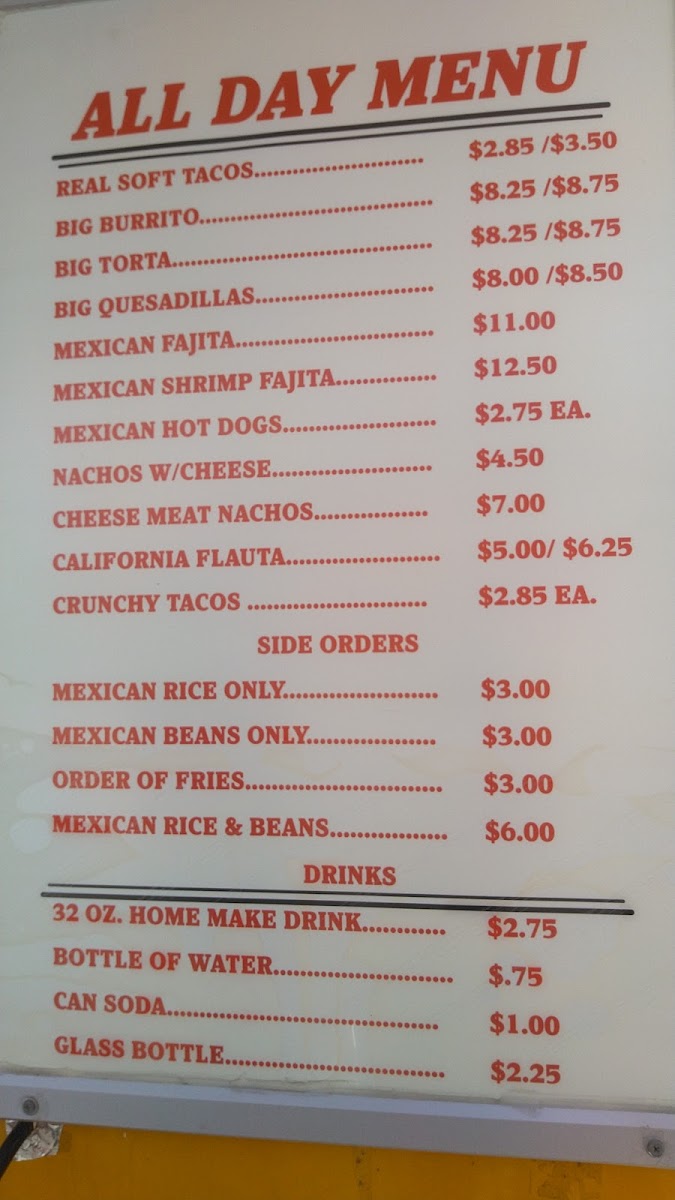 ALL DAY MENU
REAL SOFT TACOS.......................... $2.85 /$3.50
BIG BURRITO.................................... $8.25 /$8.75
BIG TORTA........................................ $8.25 /$8.75
BIG QUESADILLAS........................... $8.00 /$8.50
MEXICAN FAJITA.............................. $11.00
MEXICAN SHRIMP FAJITA............... $12.50
MEXICAN HOT DOGS....................... $2.75 EA.
NACHOS W/CHEESE........................ $4.50
CHEESE MEAT NACHOS................. $7.00
CALIFORNIA FLAUTA....................... $5.00/ $6.25
CRUNCHY TACOS ........................... $2.85 EA.
SIDE ORDERS
MEXICAN RICE ONLY....................... $3.00
MEXICAN BEANS ONLY................... $3.00
ORDER OF FRIES.............................. $3.00
MEXICAN RICE & BEANS.................. $6.00
DRINKS
32 OZ. HOME MAKE DRINK............. $2.75
BOTTLE OF WATER........................... $.75
CAN SODA......................................... $1.00
GLASS BOTTLE................................. $2.25